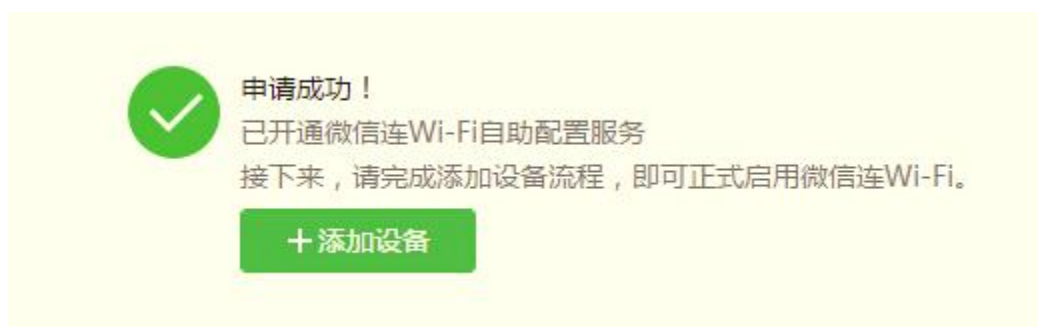 申请成功！
已开通微信连Wi-Fi自助配置服务
接下来，请完成添加设备流程，即可正式启用微信连Wi-Fi。
＋添加设备